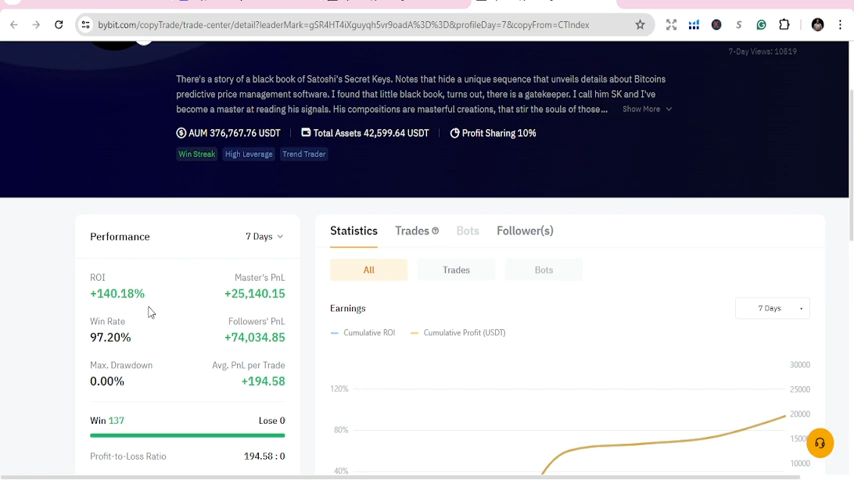 bybit.com/copyTrade/trade-center/detail?leaderMark=gSR4HT4iXguyqh5vr9oadA%3D%3D&profileDay=7&copyFrom=CTIndex
7-Day Views: 10519
There's a story of a black book of Satoshi's Secret Keys. Notes that hide a unique sequence that unveils details about Bitcoins
predictive price management software. I found that little black book, turns out, there is a gatekeeper. I call him SK and I've
become a master at reading his signals. His compositions are masterful creations, that stir the souls of those... Show More
AUM 376,767.76 USDT Total Assets 42,599.64 USDT Profit Sharing 10%
Win Streak High Leverage Trend Trader
Performance 7 Days
ROI Master's PnL
+140.18% +25,140.15
Win Rate Followers' PnL
97.20% +74,034.85
Max. Drawdown Avg. PnL per Trade
0.00% +194.58
Win 137 Lose 0
Profit-to-Loss Ratio 194.58 : 0
Statistics Trades Bots Follower(s)
All Trades Bots
Earnings 7 Days
Cumulative ROI Cumulative Profit (USDT)
30000
120% 25000
20000
80% 1500
40% 10000